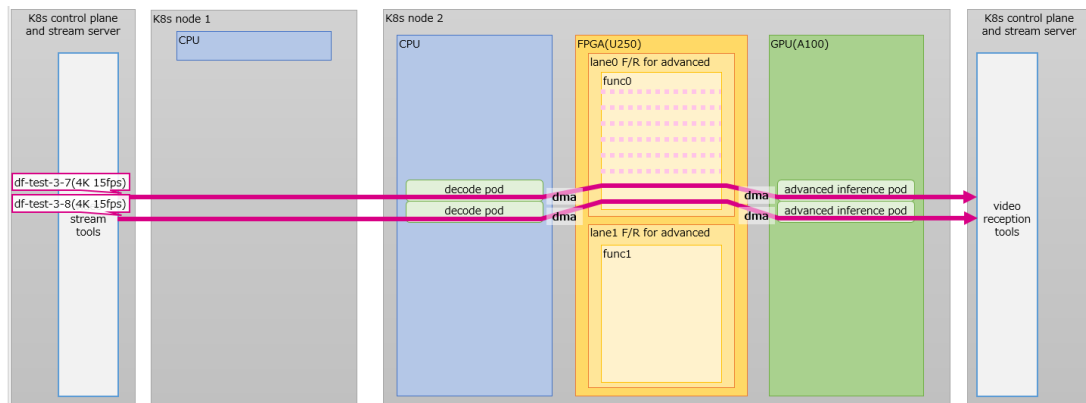 K8s control plane
and stream server
K8s node 1
CPU
K8s node 2
CPU
FPGA(U250)
lane0 F/R for advanced
func0
GPU(A100)
K8s control plane
and stream server
df-test-3-7(4K 15fps)
df-test-3-8(4K 15fps)
stream
tools
decode pod
decode pod
dma
dma
dma
dma
advanced inference pod
advanced inference pod
video
reception
tools
lane1 F/R for advanced
func1